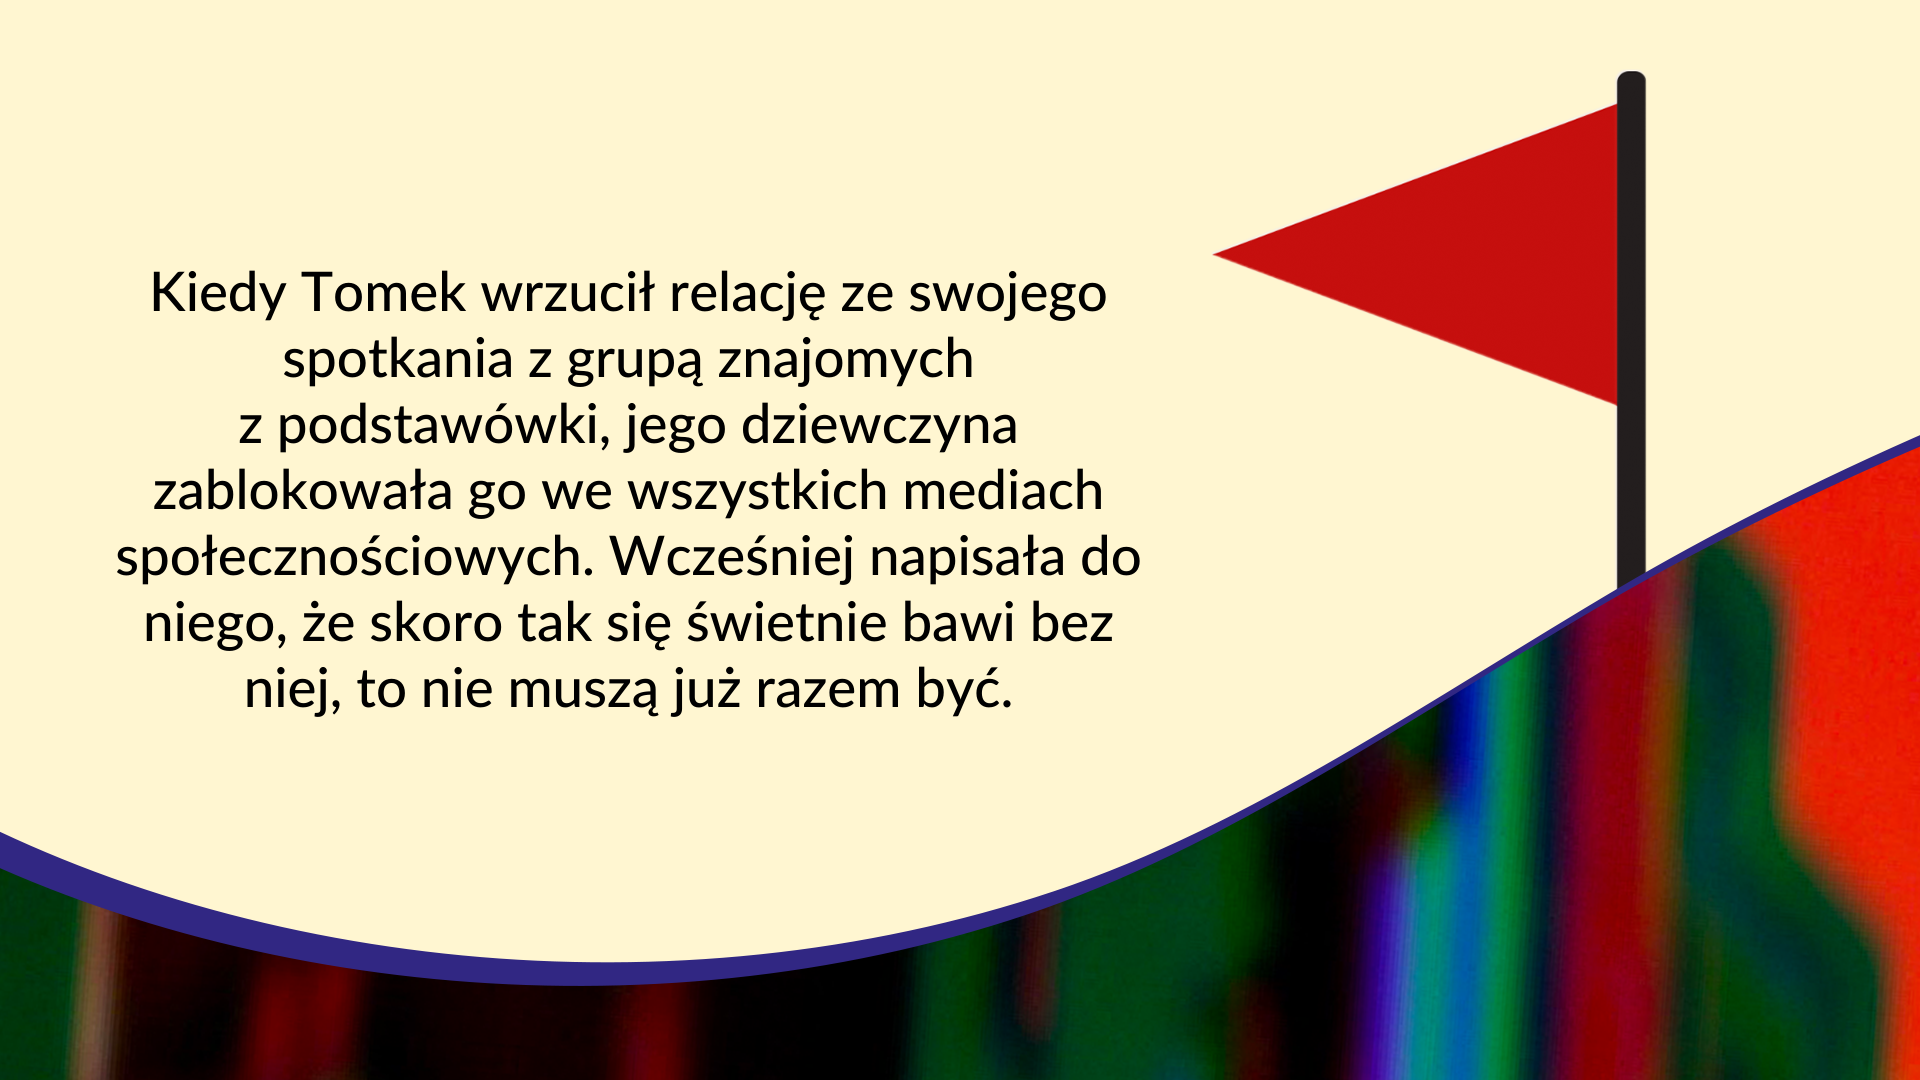 Kiedy Tomek wrzucił relację ze swojego
spotkania z grupą znajomych
z podstawówki, jego dziewczyna
zablokowała go we wszystkich mediach
społecznościowych. Wcześniej napisała do
niego, że skoro tak się świetnie bawi bez
niej, to nie muszą już razem być.